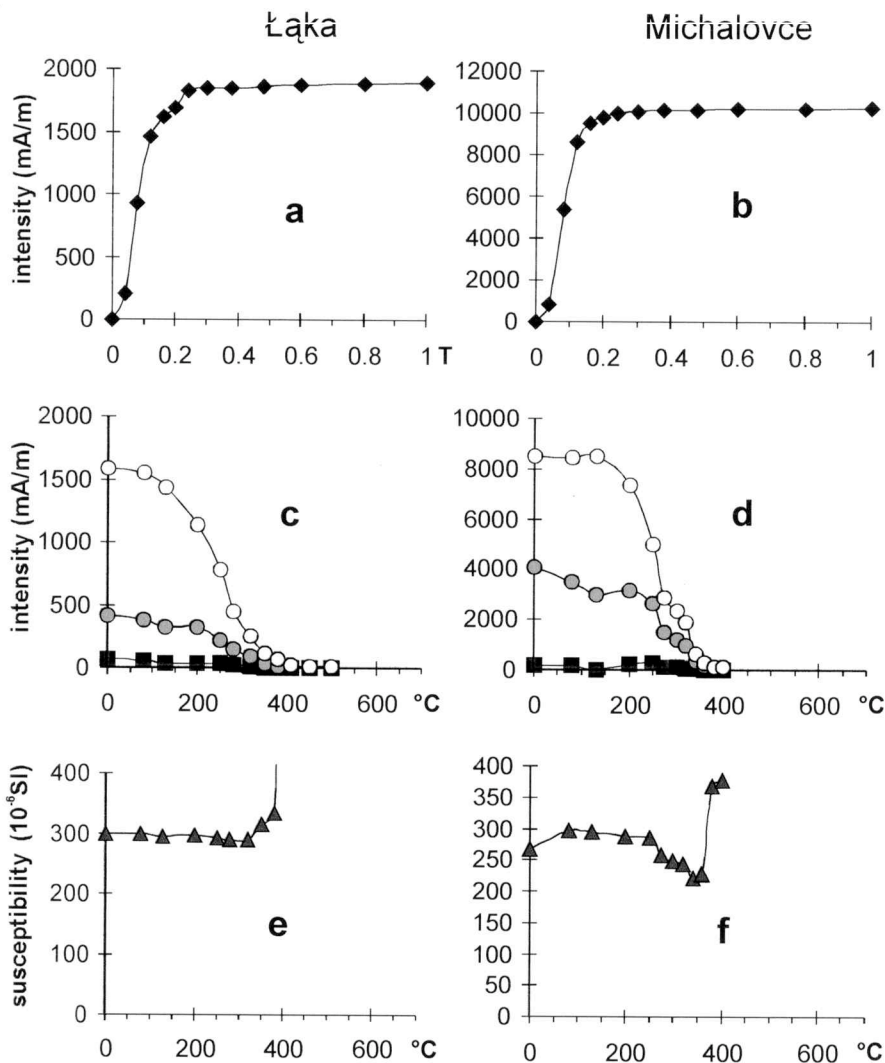 Łąka
Michalovce
intensity (mA/m)
2000
1500
1000
500
0
a
0 0.2 0.4 0.6 0.8 1 T
12000
10000
8000
6000
4000
2000
0
b
0 0.2 0.4 0.6 0.8 1
intensity (mA/m)
2000
1500
1000
500
0
c
0 200 400 600 °C
10000
8000
6000
4000
2000
0
d
0 200 400 600 °C
susceptibility (10⁻⁶SI)
400
300
200
100
0
e
0 200 400 600 °C
400
350
300
250
200
150
100
50
0
f
0 200 400 600 °C